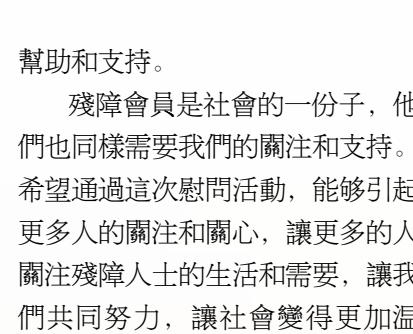 幫助和支持。
殘障會員是社會的一份子，他
們也同樣需要我們的關注和支持。
希望通過這次慰問活動，能够引起
更多人的關注和關心，讓更多的人
關注殘障人士的生活和需要，讓我
們共同努力，讓社會變得更加温